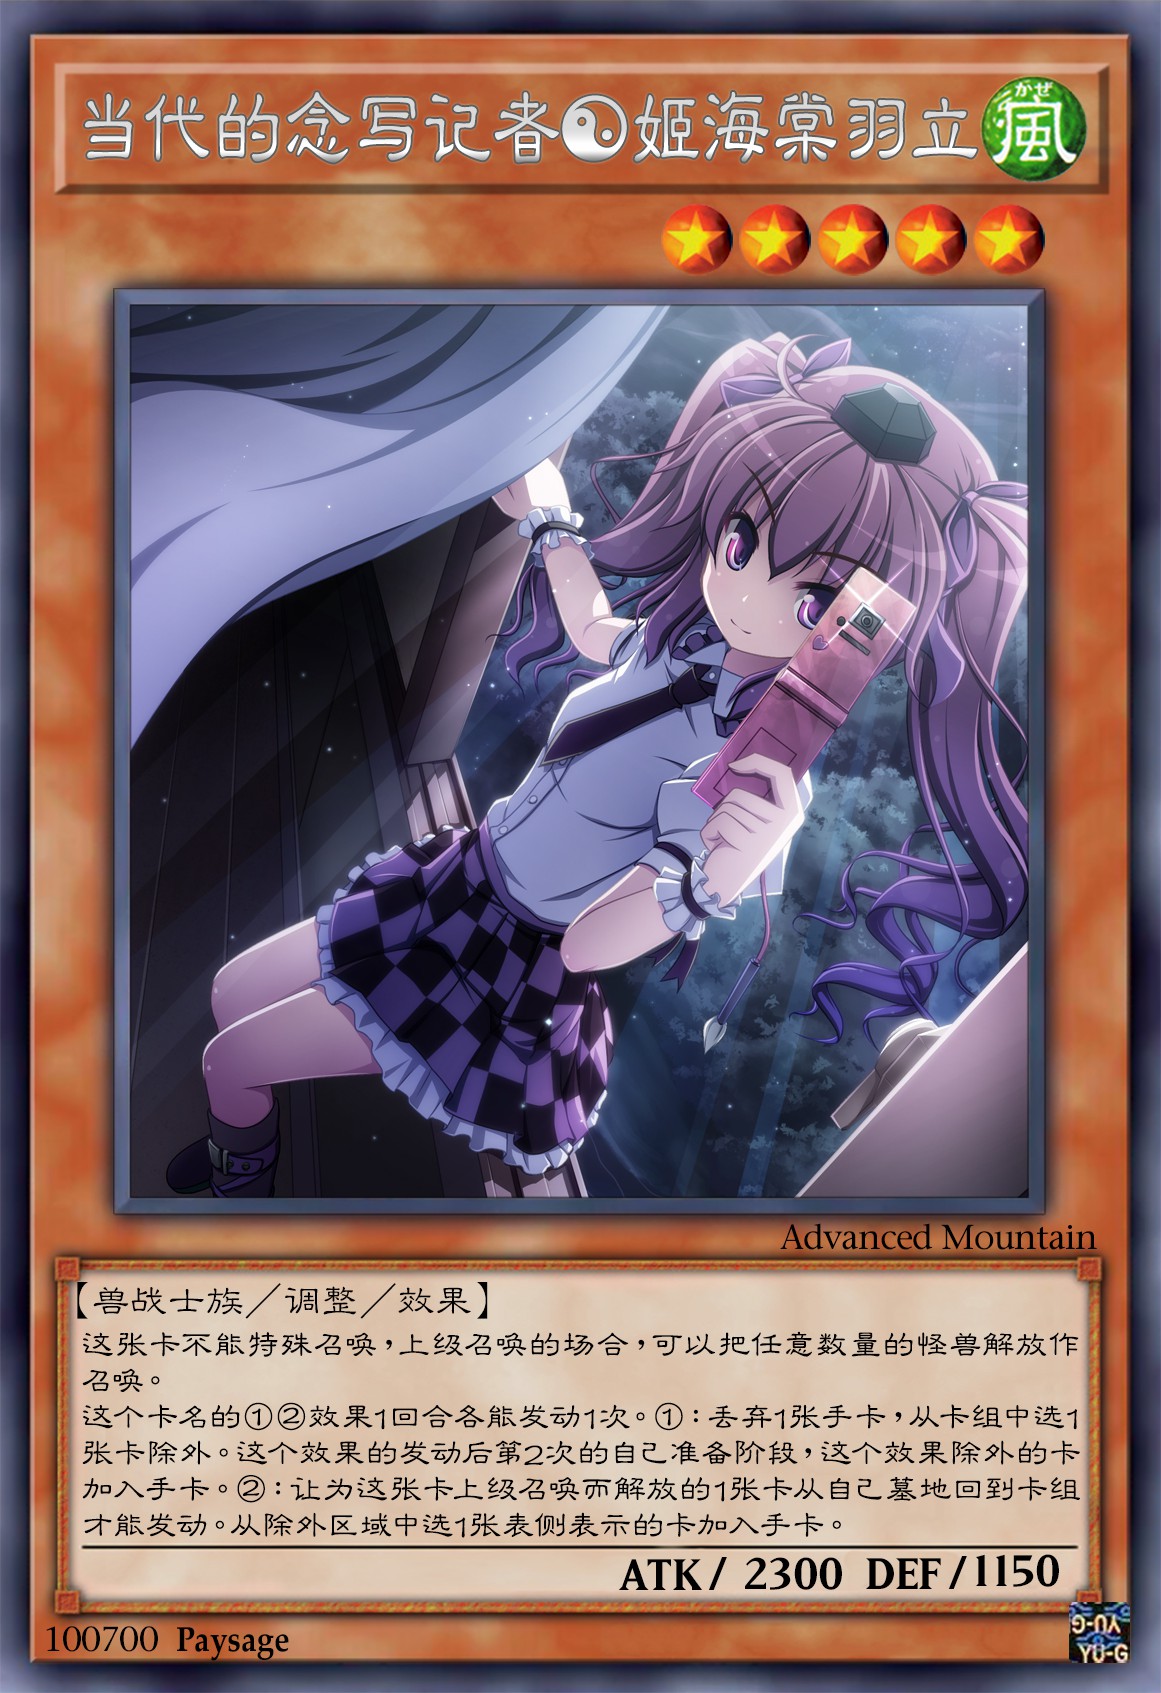 当代的念写记者☯姬海棠羽立
かぜ
風
Advanced Mountain
【兽战士族／调整／效果】
这张卡不能特殊召唤，上级召唤的场合，可以把任意数量的怪兽解放作
召唤。
这个卡名的①②效果1回合各能发动1次。①：丢弃1张手卡，从卡组中选1
张卡除外。这个效果的发动后第2次的自己准备阶段，这个效果除外的卡
加入手卡。②：让为这张卡上级召唤而解放的1张卡从自己墓地回到卡组
才能发动。从除外区域中选1张表侧表示的卡加入手卡。
ATK/ 2300 DEF/1150
100700 Paysage
YU-G
YU-G